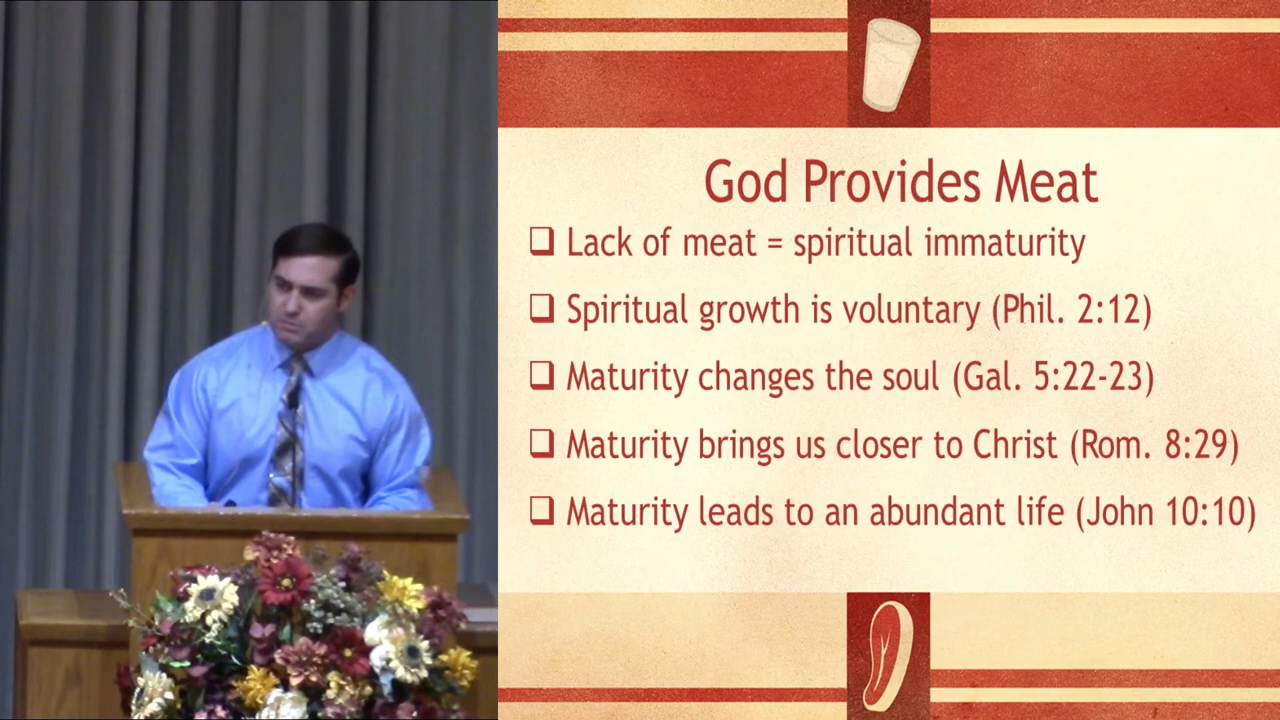 God Provides Meat
❑ Lack of meat = spiritual immaturity
❑ Spiritual growth is voluntary (Phil. 2:12)
❑ Maturity changes the soul (Gal. 5:22-23)
❑ Maturity brings us closer to Christ (Rom. 8:29)
❑ Maturity leads to an abundant life (John 10:10)